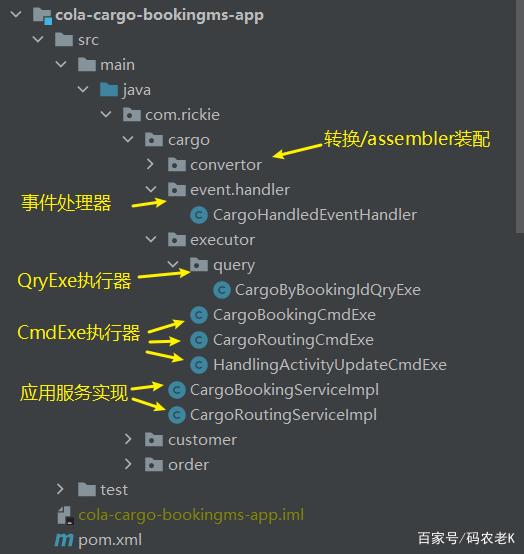 cola-cargo-bookingms-app
src
main
java
com.rickie
cargo
转换/assembler装配
convertor
event.handler
事件处理器
CargoHandledEventHandler
executor
query
QryExe执行器
CargoByBookingIdQryExe
CargoBookingCmdExe
CmdExe执行器
CargoRoutingCmdExe
HandlingActivityUpdateCmdExe
应用服务实现
CargoBookingServiceImpl
CargoRoutingServiceImpl
customer
order
test
cola-cargo-bookingms-app.iml
pom.xml
百家号/码农老K